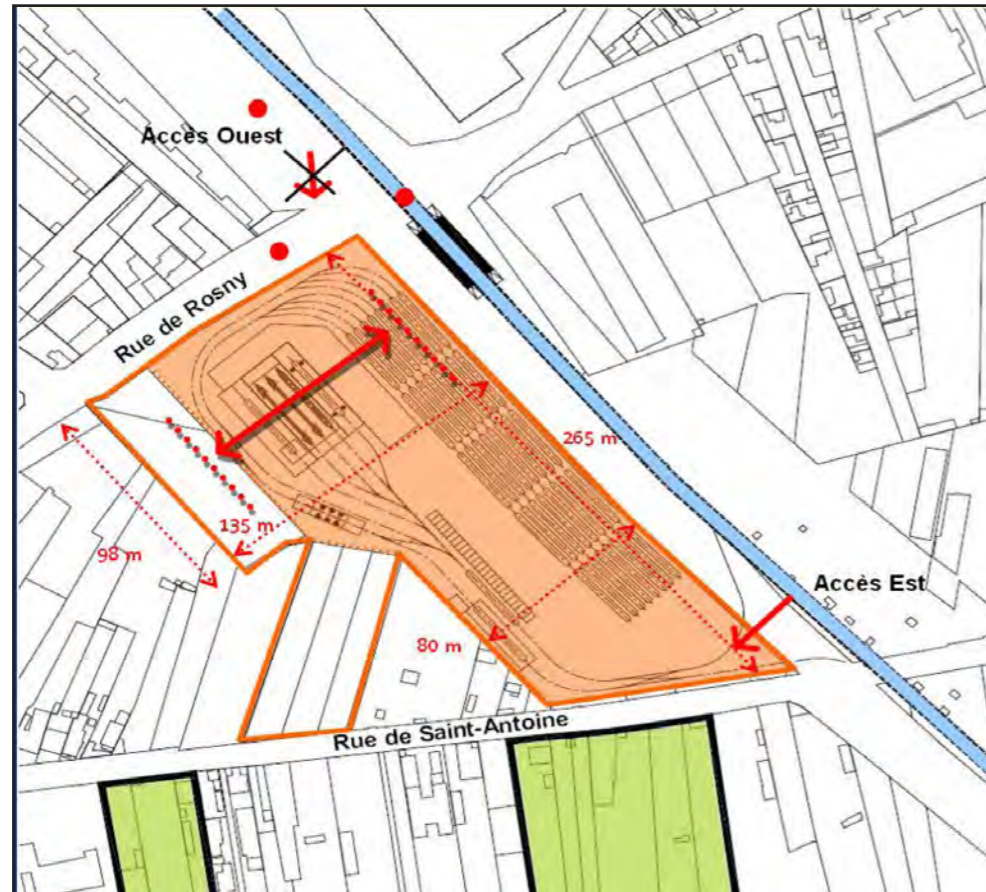 Accès Ouest
Rue de Rosny
265 m
135 m
98 m
Accès Est
80 m
Rue de Saint-Antoine